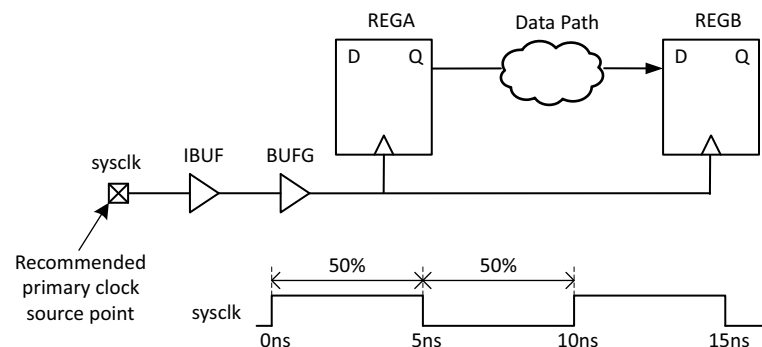 REGA
Data Path
REGB
D
Q
D
Q
sysclk
IBUF
BUFG
Recommended
primary clock
source point
50%
50%
sysclk
0ns
5ns
10ns
15ns